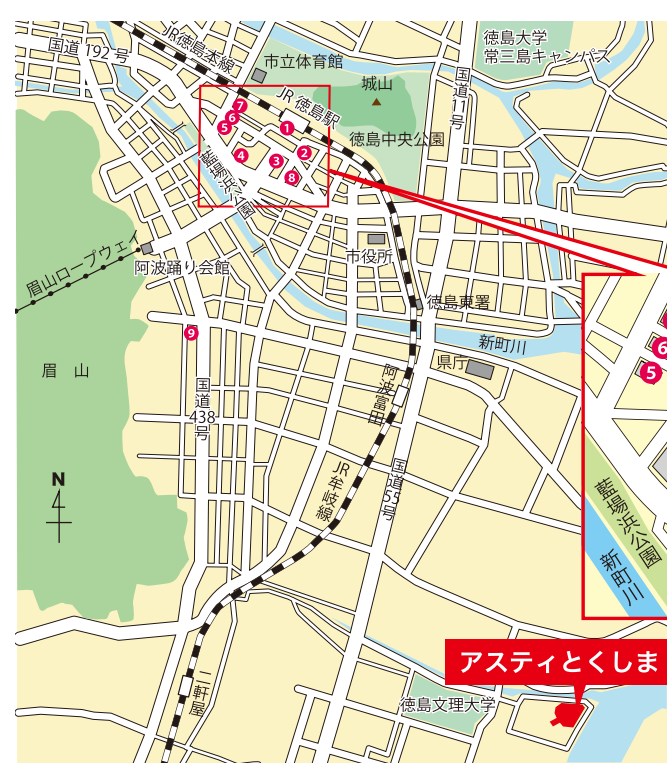 国道192号
JR徳島本線
市立体育館
徳島大学
常三島キャンパス
城山
JR 徳島駅
国道11号
7
6
5
1
徳島中央公園
4
3
2
8
藍場浜公園
市役所
阿波踊り会館
眉山ロープウェイ
徳島東署
新町川
9
県庁
眉 山
阿波富田
国道438号
6
5
JR牟岐線
国道55号
N
藍場浜公園
新町川
アスティとくしま
二軒屋
徳島文理大学